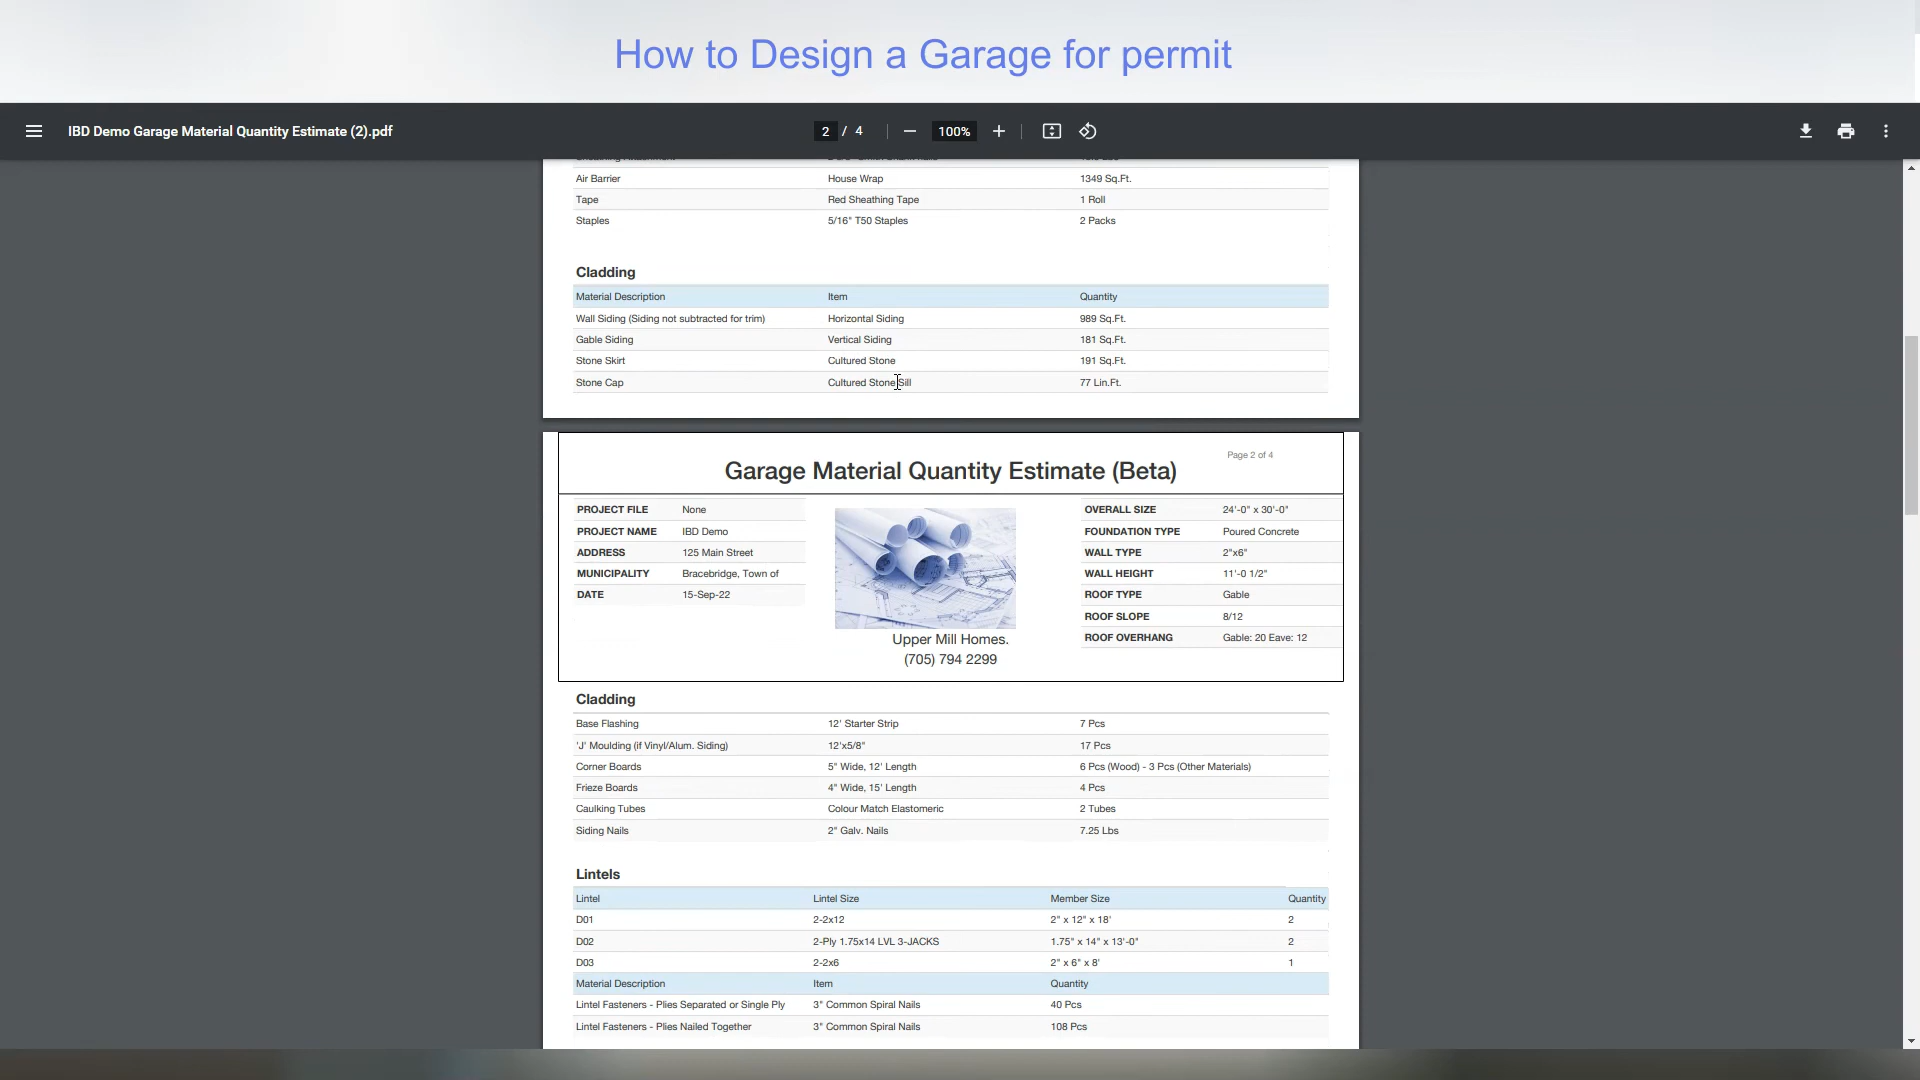 How to Design a Garage for permit
IBD Demo Garage Material Quantity Estimate (2).pdf 2 / 4 100%
Air Barrier House Wrap 1349 Sq.Ft.
Tape Red Sheathing Tape 1 Roll
Staples 5/16" T50 Staples 2 Packs
Cladding
Material Description Item Quantity
Wall Siding (Siding not subtracted for trim) Horizontal Siding 989 Sq.Ft.
Gable Siding Vertical Siding 181 Sq.Ft.
Stone Skirt Cultured Stone 191 Sq.Ft.
Stone Cap Cultured Stone Sill 77 Lin.Ft.
Page 2 of 4
Garage Material Quantity Estimate (Beta)
PROJECT FILE None
PROJECT NAME IBD Demo
ADDRESS 125 Main Street
MUNICIPALITY Bracebridge, Town of
DATE 15-Sep-22
Upper Mill Homes.
(705) 794 2299
OVERALL SIZE 24'-0" x 30'-0"
FOUNDATION TYPE Poured Concrete
WALL TYPE 2"x6"
WALL HEIGHT 11'-0 1/2"
ROOF TYPE Gable
ROOF SLOPE 8/12
ROOF OVERHANG Gable: 20 Eave: 12
Cladding
Base Flashing 12' Starter Strip 7 Pcs
'J' Moulding (if Vinyl/Alum. Siding) 12'x5/8" 17 Pcs
Corner Boards 5" Wide, 12' Length 6 Pcs (Wood) - 3 Pcs (Other Materials)
Frieze Boards 4" Wide, 15' Length 4 Pcs
Caulking Tubes Colour Match Elastomeric 2 Tubes
Siding Nails 2" Galv. Nails 7.25 Lbs
Lintels
Lintel Lintel Size Member Size Quantity
D01 2-2x12 2" x 12" x 18' 2
D02 2-Ply 1.75x14 LVL 3-JACKS 1.75" x 14" x 13'-0" 2
D03 2-2x6 2" x 6" x 8' 1
Material Description Item Quantity
Lintel Fasteners - Plies Separated or Single Ply 3" Common Spiral Nails 40 Pcs
Lintel Fasteners - Plies Nailed Together 3" Common Spiral Nails 108 Pcs